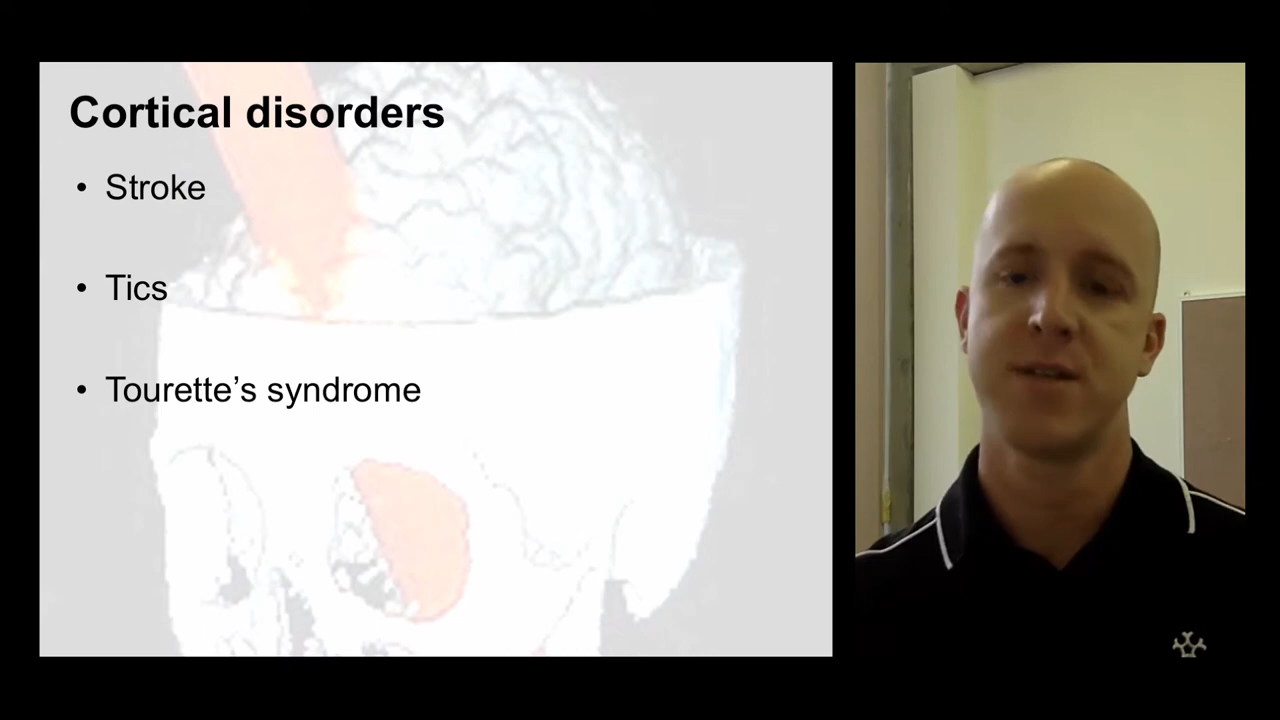 Cortical disorders
• Stroke
• Tics
• Tourette’s syndrome